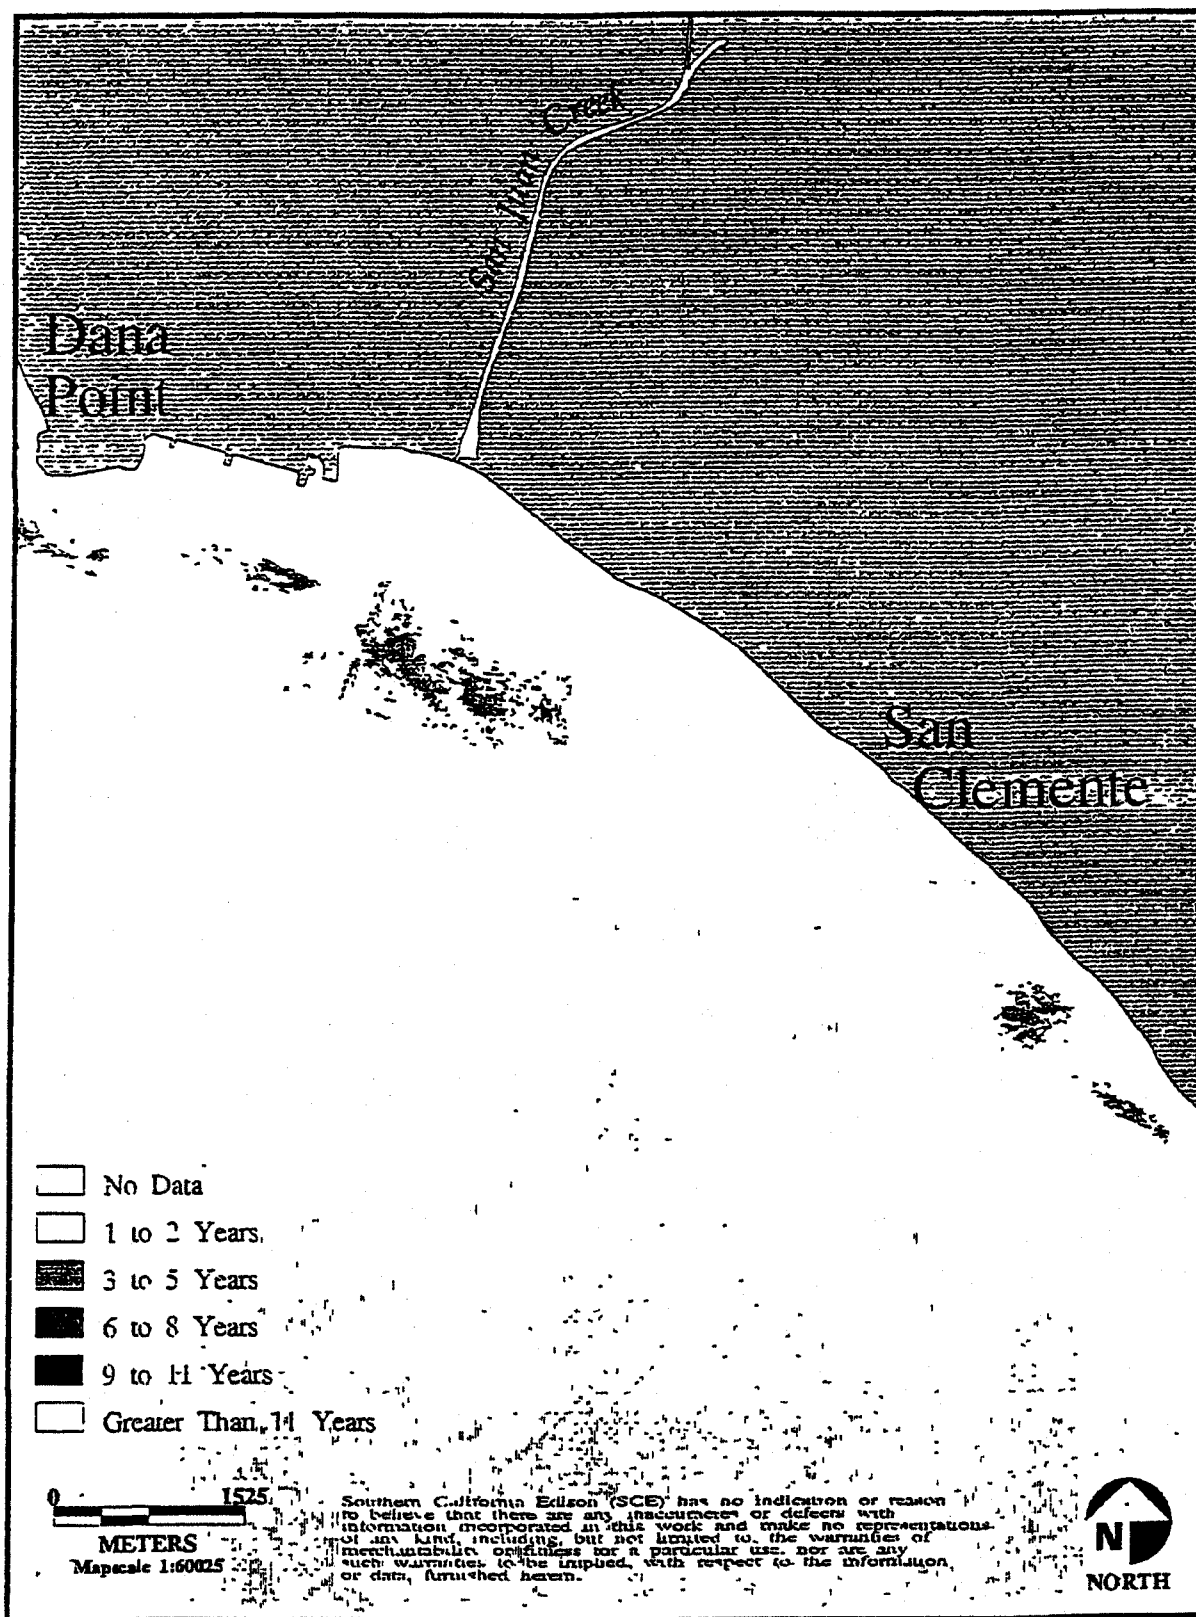 San Juan Creek
Dana
Point
San
Clemente
No Data
1 to 2 Years
3 to 5 Years
6 to 8 Years
9 to 11 Years
Greater Than 11 Years
0 1525
METERS
Mapscale 1:60025
Southern California Edison (SCE) has no indication or reason
to believe that there are any inaccuracies or defects with
information incorporated in this work and make no representations
of any kind, including, but not limited to, the warranties of
merchantability or fitness for a particular use, nor are any
such warranties to be implied, with respect to the information
or data, furnished herein.
N
NORTH